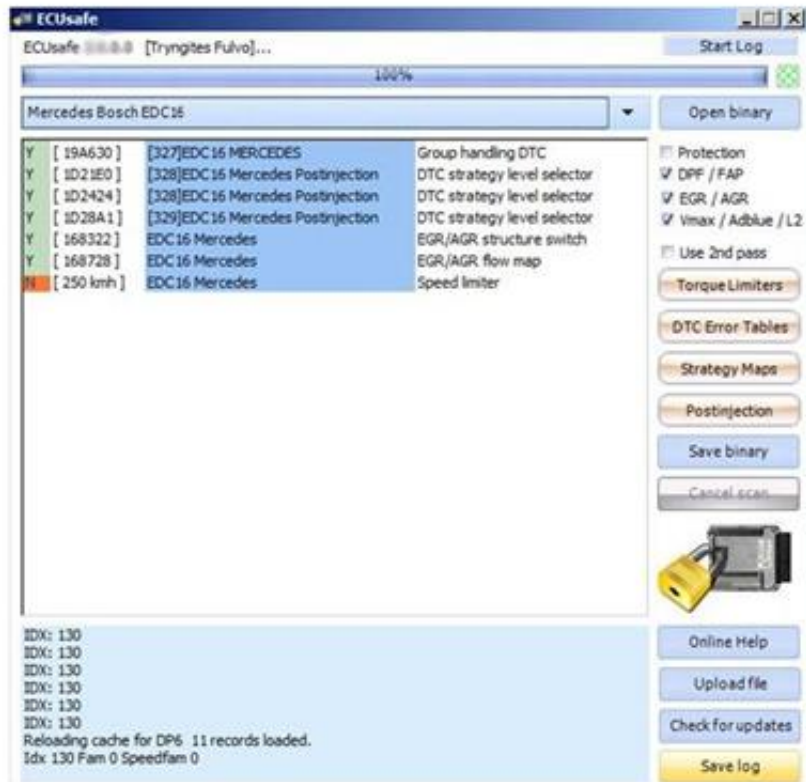 ECUsafe
ECUsafe [Tryngites Fulvo]...
Start Log
100%
Mercedes Bosch EDC16
Open binary
Y [ 19A630 ] [327]EDC16 MERCEDES Group handling DTC
Y [ 1D21E0 ] [328]EDC16 Mercedes Postinjection DTC strategy level selector
Y [ 1D2424 ] [328]EDC16 Mercedes Postinjection DTC strategy level selector
Y [ 1D28A1 ] [329]EDC16 Mercedes Postinjection DTC strategy level selector
Y [ 168322 ] EDC16 Mercedes EGR/AGR structure switch
Y [ 168728 ] EDC16 Mercedes EGR/AGR flow map
N [ 250 kmh ] EDC16 Mercedes Speed limiter
Protection
DPF / FAP
EGR / AGR
Vmax / Adblue / L2
Use 2nd pass
Torque Limiters
DTC Error Tables
Strategy Maps
Postinjection
Save binary
Cancel scan
IDX: 130
IDX: 130
IDX: 130
IDX: 130
IDX: 130
IDX: 130
Reloading cache for DP6 11 records loaded.
Idx 130 Fam 0 Speedfam 0
Online Help
Upload file
Check for updates
Save log